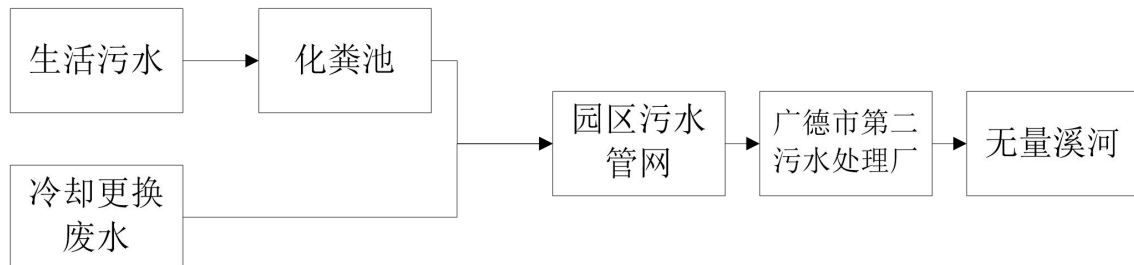 生活污水
化粪池
冷却更换
废水
园区污水
管网
广德市第二
污水处理厂
无量溪河